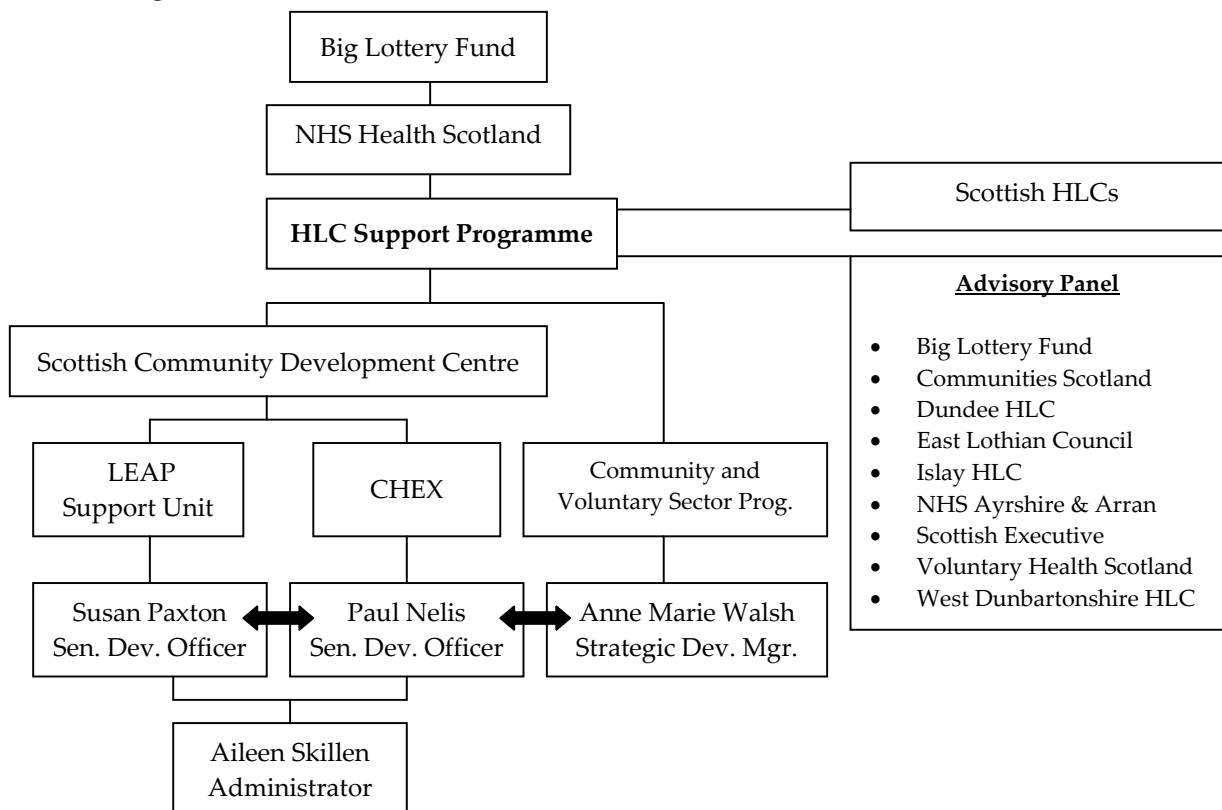 Big Lottery Fund
NHS Health Scotland
HLC Support Programme
Scottish HLCs
Advisory Panel
• Big Lottery Fund
• Communities Scotland
• Dundee HLC
• East Lothian Council
• Islay HLC
• NHS Ayrshire & Arran
• Scottish Executive
• Voluntary Health Scotland
• West Dunbartonshire HLC
Scottish Community Development Centre
LEAP
Support Unit
CHEX
Community and
Voluntary Sector Prog.
Susan Paxton
Sen. Dev. Officer
Paul Nelis
Sen. Dev. Officer
Anne Marie Walsh
Strategic Dev. Mgr.
Aileen Skillen
Administrator